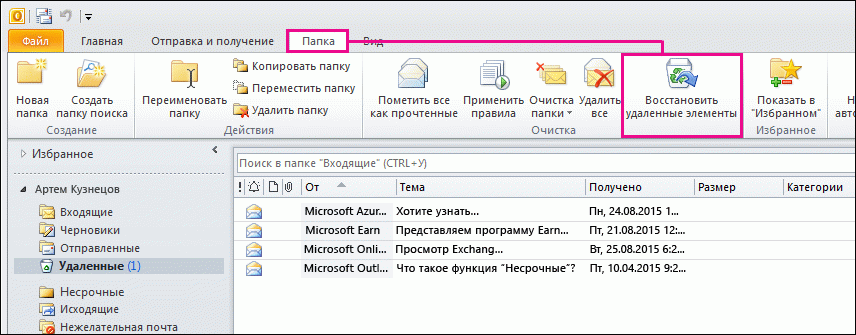 Файл Главная Отправка и получение Папка Вид
Новая папка
Создать папку поиска
Создание
Переименовать папку
Копировать папку
Переместить папку
Удалить папку
Действия
Пометить все как прочтенные
Применить правила
Очистка папки
Удалить все
Очистка
Восстановить удаленные элементы
Показать в "Избранном"
Избранное
Избранное
Артем Кузнецов
Входящие
Черновики
Отправленные
Удаленные (1)
Несрочные
Исходящие
Нежелательная почта
Поиск в папке "Входящие" (CTRL+У)
! От Тема Получено Размер Категории
Microsoft Azur... Хотите узнать... Пн, 24.08.2015 1...
Microsoft Earn Представляем программу Earn... Пт, 21.08.2015 12:...
Microsoft Onli... Просмотр Exchang... Вт, 25.08.2015 6:2...
Microsoft Outl... Что такое функция "Несрочные"? Пт, 10.04.2015 9:2...